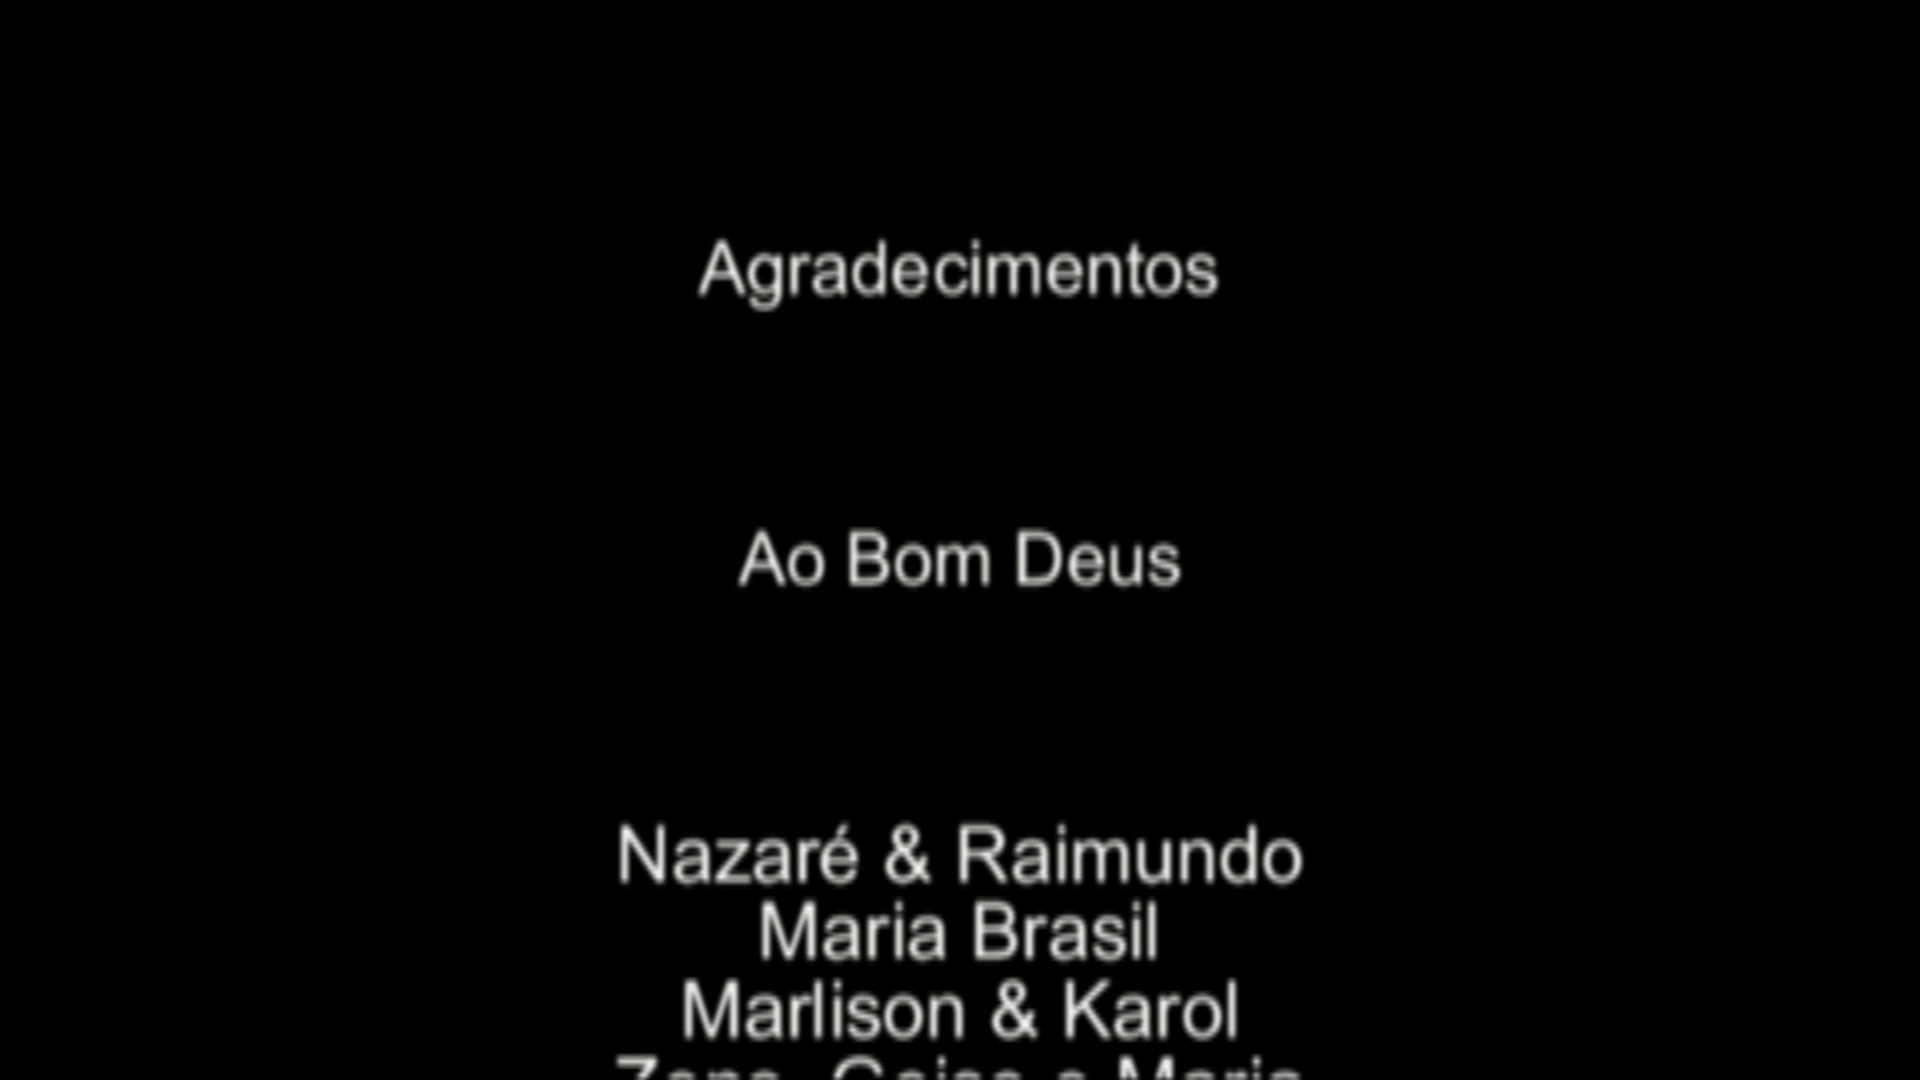 Agradecimentos
Ao Bom Deus
Nazaré & Raimundo
Maria Brasil
Marlison & Karol